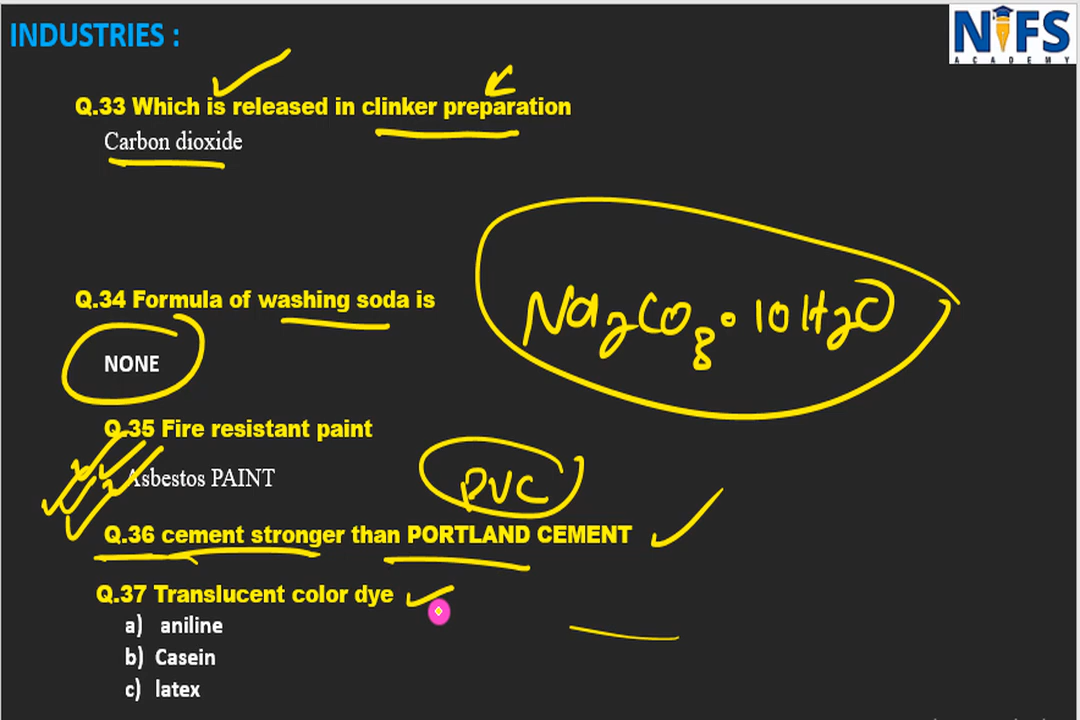 INDUSTRIES :
NiFS
ACADEMY
Q.33 Which is released in clinker preparation
Carbon dioxide
Q.34 Formula of washing soda is
Na2CO3•10H2O
NONE
Q.35 Fire resistant paint
Asbestos PAINT
PVC
Q.36 cement stronger than PORTLAND CEMENT
Q.37 Translucent color dye
a) aniline
b) Casein
c) latex